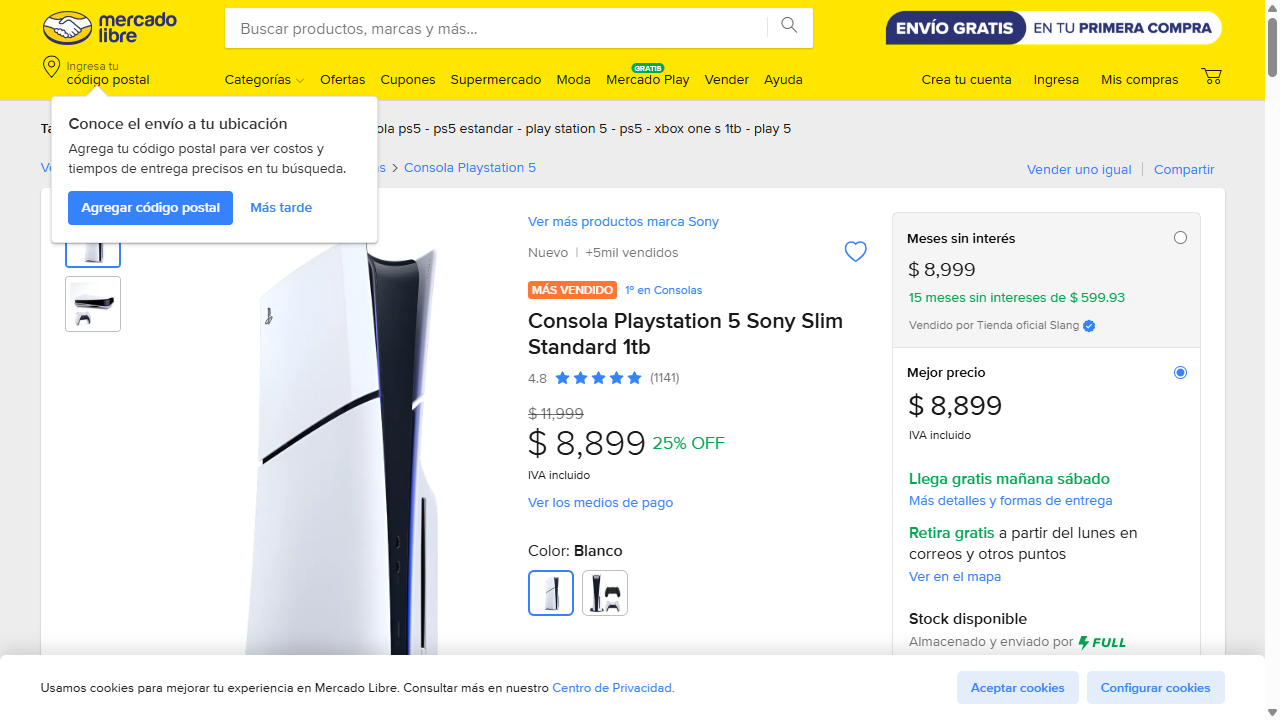 mercado libre
Buscar productos, marcas y más...
ENVÍO GRATIS EN TU PRIMERA COMPRA
Ingresa tu
código postal
Categorías
Ofertas
Cupones
Supermercado
Moda
GRATIS
Mercado Play
Vender
Ayuda
Crea tu cuenta
Ingresa
Mis compras
Conoce el envío a tu ubicación
Agrega tu código postal para ver costos y
tiempos de entrega precisos en tu búsqueda.
Agregar código postal
Más tarde
ps5 - ps5 estandar - play station 5 - ps5 - xbox one s 1tb - play 5
Consola Playstation 5
Vender uno igual
Compartir
Ver más productos marca Sony
Nuevo | +5mil vendidos
MÁS VENDIDO 1º en Consolas
Consola Playstation 5 Sony Slim
Standard 1tb
4.8 (1141)
$ 11,999
$ 8,899 25% OFF
IVA incluido
Ver los medios de pago
Color: Blanco
Meses sin interés
$ 8,999
15 meses sin intereses de $ 599.93
Vendido por Tienda oficial Slang
Mejor precio
$ 8,899
IVA incluido
Llega gratis mañana sábado
Más detalles y formas de entrega
Retira gratis a partir del lunes en
correos y otros puntos
Ver en el mapa
Stock disponible
Almacenado y enviado por FULL
Usamos cookies para mejorar tu experiencia en Mercado Libre. Consultar más en nuestro Centro de Privacidad.
Aceptar cookies
Configurar cookies